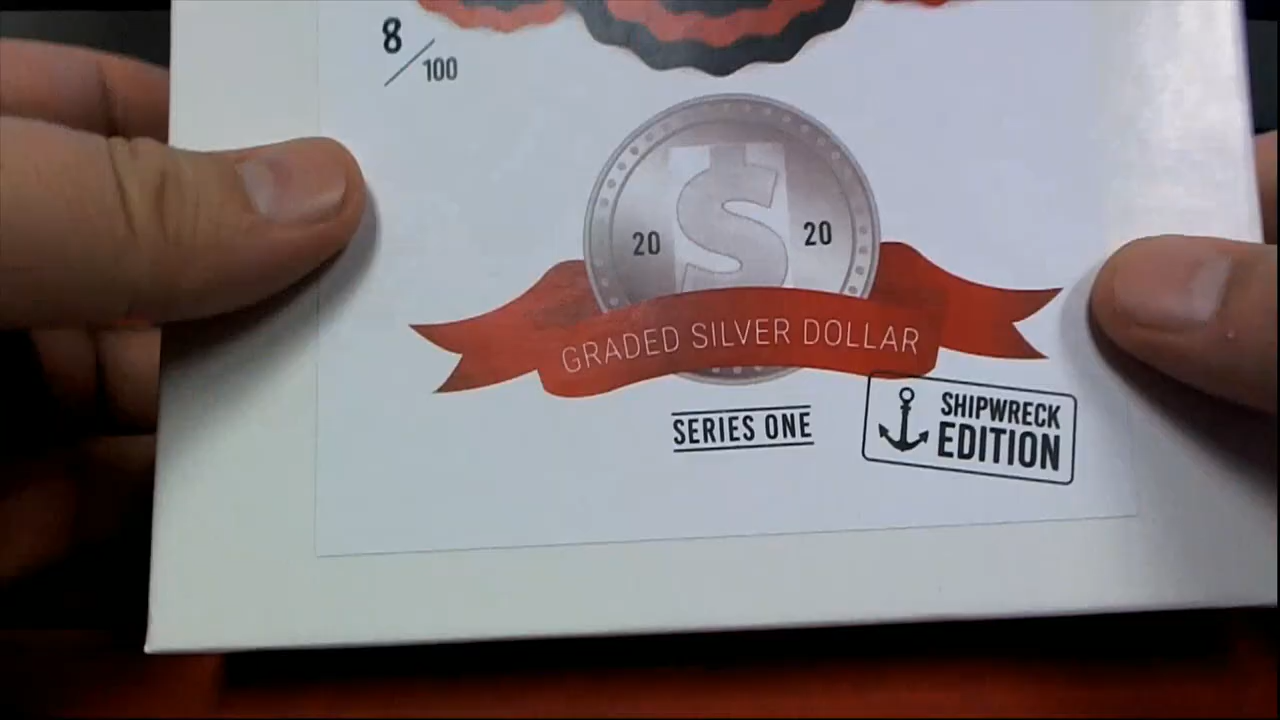 8/100
$
20 20
GRADED SILVER DOLLAR
SERIES ONE
SHIPWRECK
EDITION